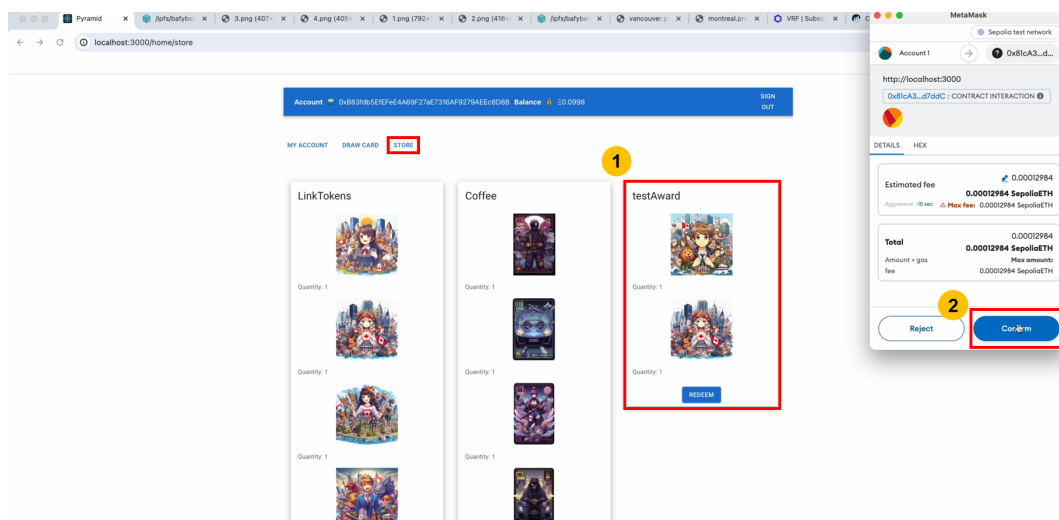 Pyramid
/ipfs/bafybei
3.png (407×
4.png (405×
1.png (792×
2.png (416×
/ipfs/bafybei
vancouver.p
montreal.pn
VRF | Subsc
localhost:3000/home/store
Account 0xB83fdb5EfEFeE4A69F27aE7316AF9279AEEc8D8B Balance Ξ0.0998
SIGN
OUT
MY ACCOUNT DRAW CARD STORE
1
LinkTokens
Quantity: 1
Quantity: 1
Quantity: 1
Coffee
Quantity: 1
Quantity: 1
Quantity: 1
testAward
Quantity: 1
Quantity: 1
REDEEM
MetaMask
Sepolia test network
Account 1
0x81cA3...d...
http://localhost:3000
0x81cA3...d7ddC : CONTRACT INTERACTION
DETAILS HEX
Estimated fee
0.00012984
0.00012984 SepoliaETH
Aggressive ~15 sec Max fee: 0.00012984 SepoliaETH
Total
0.00012984
0.00012984 SepoliaETH
Amount + gas
fee
Max amount:
0.00012984 SepoliaETH
2
Reject
Confirm